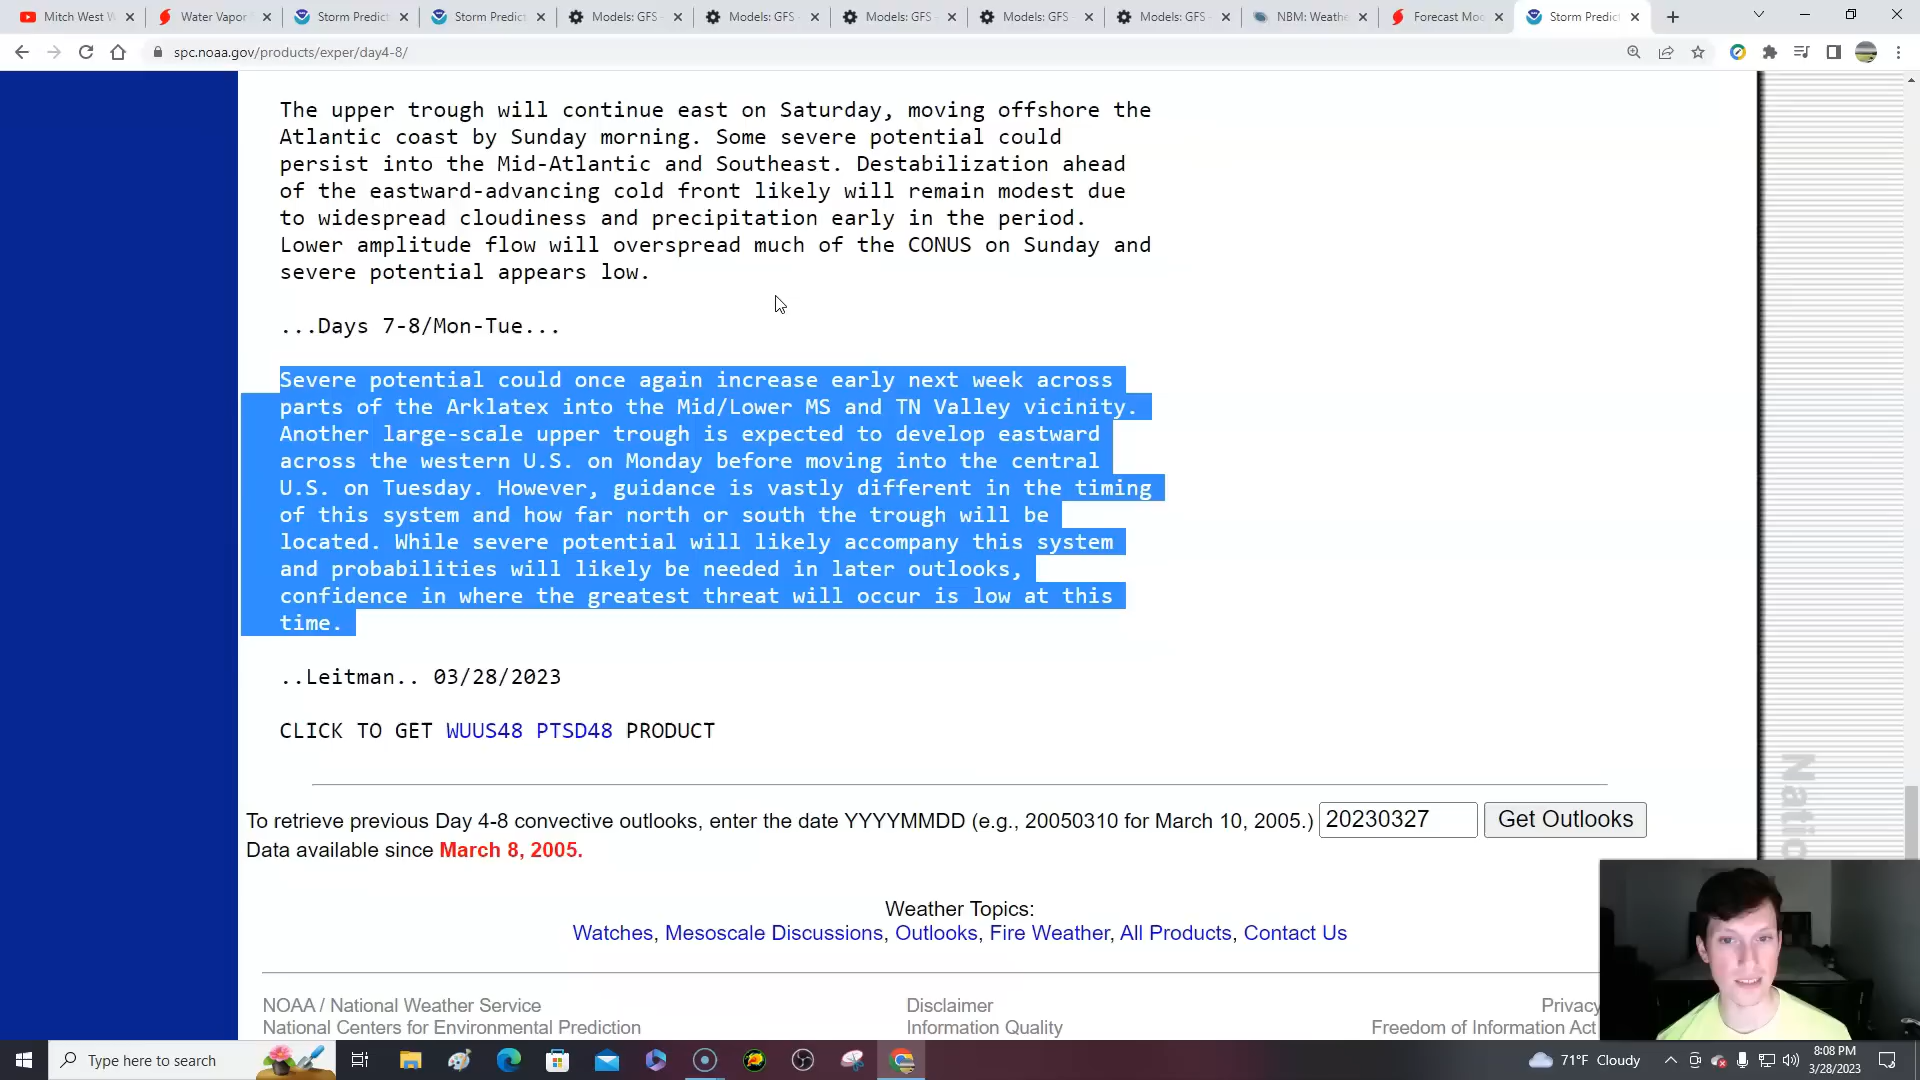 Mitch West W
Water Vapor
Storm Predict
Storm Predict
Models: GFS
Models: GFS
Models: GFS
Models: GFS
Models: GFS
NBM: Weathe
Forecast Mod
Storm Predict
spc.noaa.gov/products/exper/day4-8/
The upper trough will continue east on Saturday, moving offshore the
Atlantic coast by Sunday morning. Some severe potential could
persist into the Mid-Atlantic and Southeast. Destabilization ahead
of the eastward-advancing cold front likely will remain modest due
to widespread cloudiness and precipitation early in the period.
Lower amplitude flow will overspread much of the CONUS on Sunday and
severe potential appears low.
...Days 7-8/Mon-Tue...
Severe potential could once again increase early next week across
parts of the Arklatex into the Mid/Lower MS and TN Valley vicinity.
Another large-scale upper trough is expected to develop eastward
across the western U.S. on Monday before moving into the central
U.S. on Tuesday. However, guidance is vastly different in the timing
of this system and how far north or south the trough will be
located. While severe potential will likely accompany this system
and probabilities will likely be needed in later outlooks,
confidence in where the greatest threat will occur is low at this
time.
..Leitman.. 03/28/2023
CLICK TO GET WUUS48 PTSD48 PRODUCT
To retrieve previous Day 4-8 convective outlooks, enter the date YYYYMMDD (e.g., 20050310 for March 10, 2005.) 20230327 Get Outlooks
Data available since March 8, 2005.
Natio
Weather Topics:
Watches, Mesoscale Discussions, Outlooks, Fire Weather, All Products, Contact Us
NOAA / National Weather Service
National Centers for Environmental Prediction
Disclaimer
Information Quality
Privacy
Freedom of Information Act
Type here to search
71°F Cloudy
8:08 PM
3/28/2023